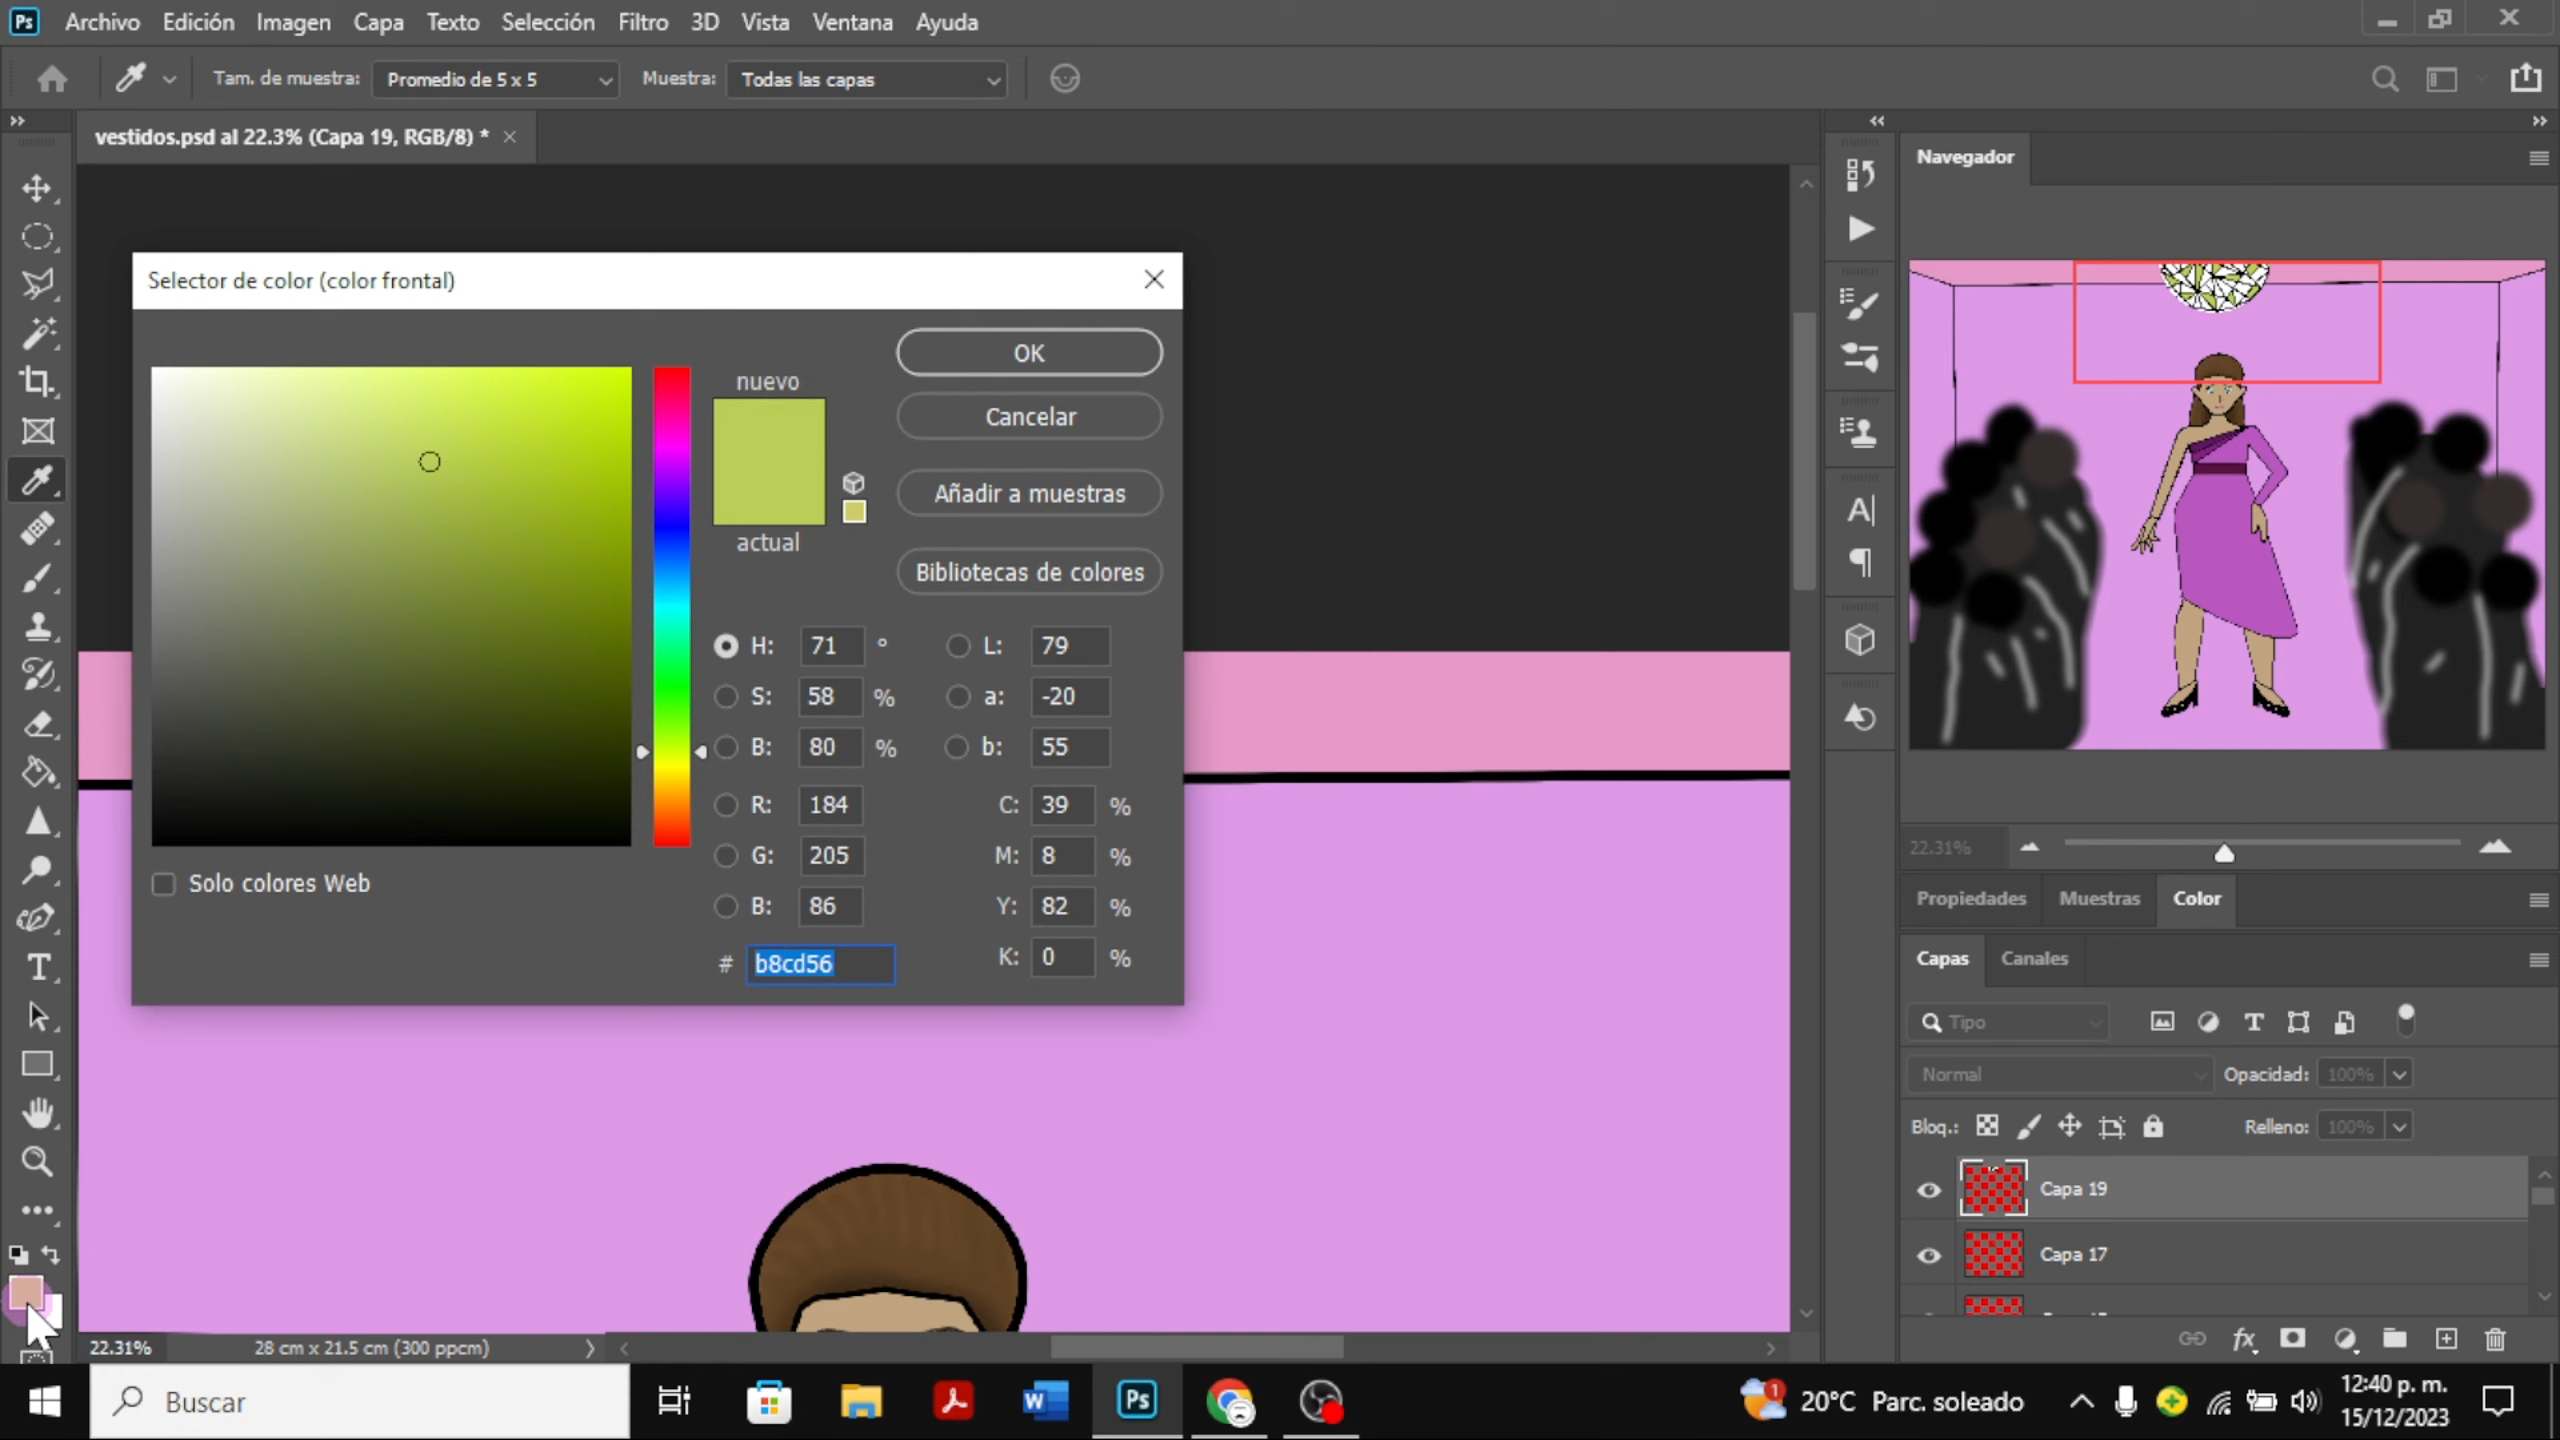 Ps Archivo Edición Imagen Capa Texto Selección Filtro 3D Vista Ventana Ayuda
Tam. de muestra: Promedio de 5 x 5 Muestra: Todas las capas
vestidos.psd al 22.3% (Capa 19, RGB/8) * ×
Navegador
Selector de color (color frontal)
nuevo
actual
OK
Cancelar
Añadir a muestras
Bibliotecas de colores
H: 71 °
S: 58 %
B: 80 %
R: 184
G: 205
B: 86
# b8cd56
L: 79
a: -20
b: 55
C: 39 %
M: 8 %
Y: 82 %
K: 0 %
Solo colores Web
22.31%
Propiedades Muestras Color
Capas Canales
Tipo
Normal Opacidad: 100%
Bloq.: Relleno: 100%
Capa 19
Capa 17
22.31% 28 cm x 21.5 cm (300 ppcm)
Buscar
Ps
1 20°C Parc. soleado
12:40 p. m.
15/12/2023